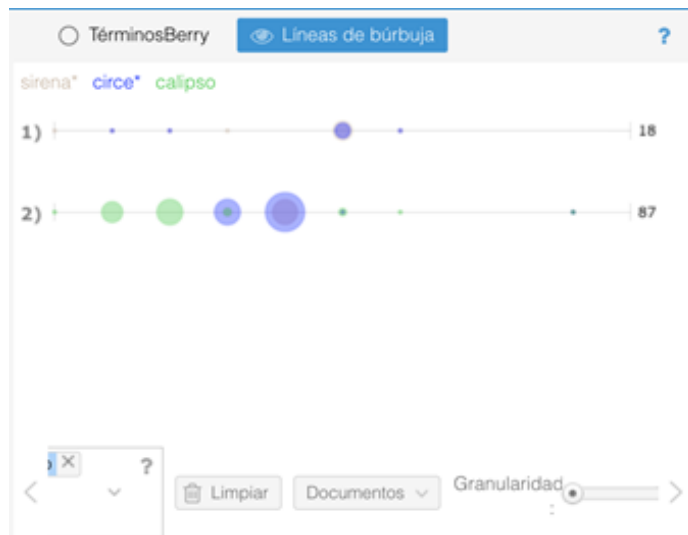 TérminosBerry Líneas de búrbuja ?
sirena* circe* calipso
1) 18
2) 87
?
Limpiar Documentos Granularidad
: